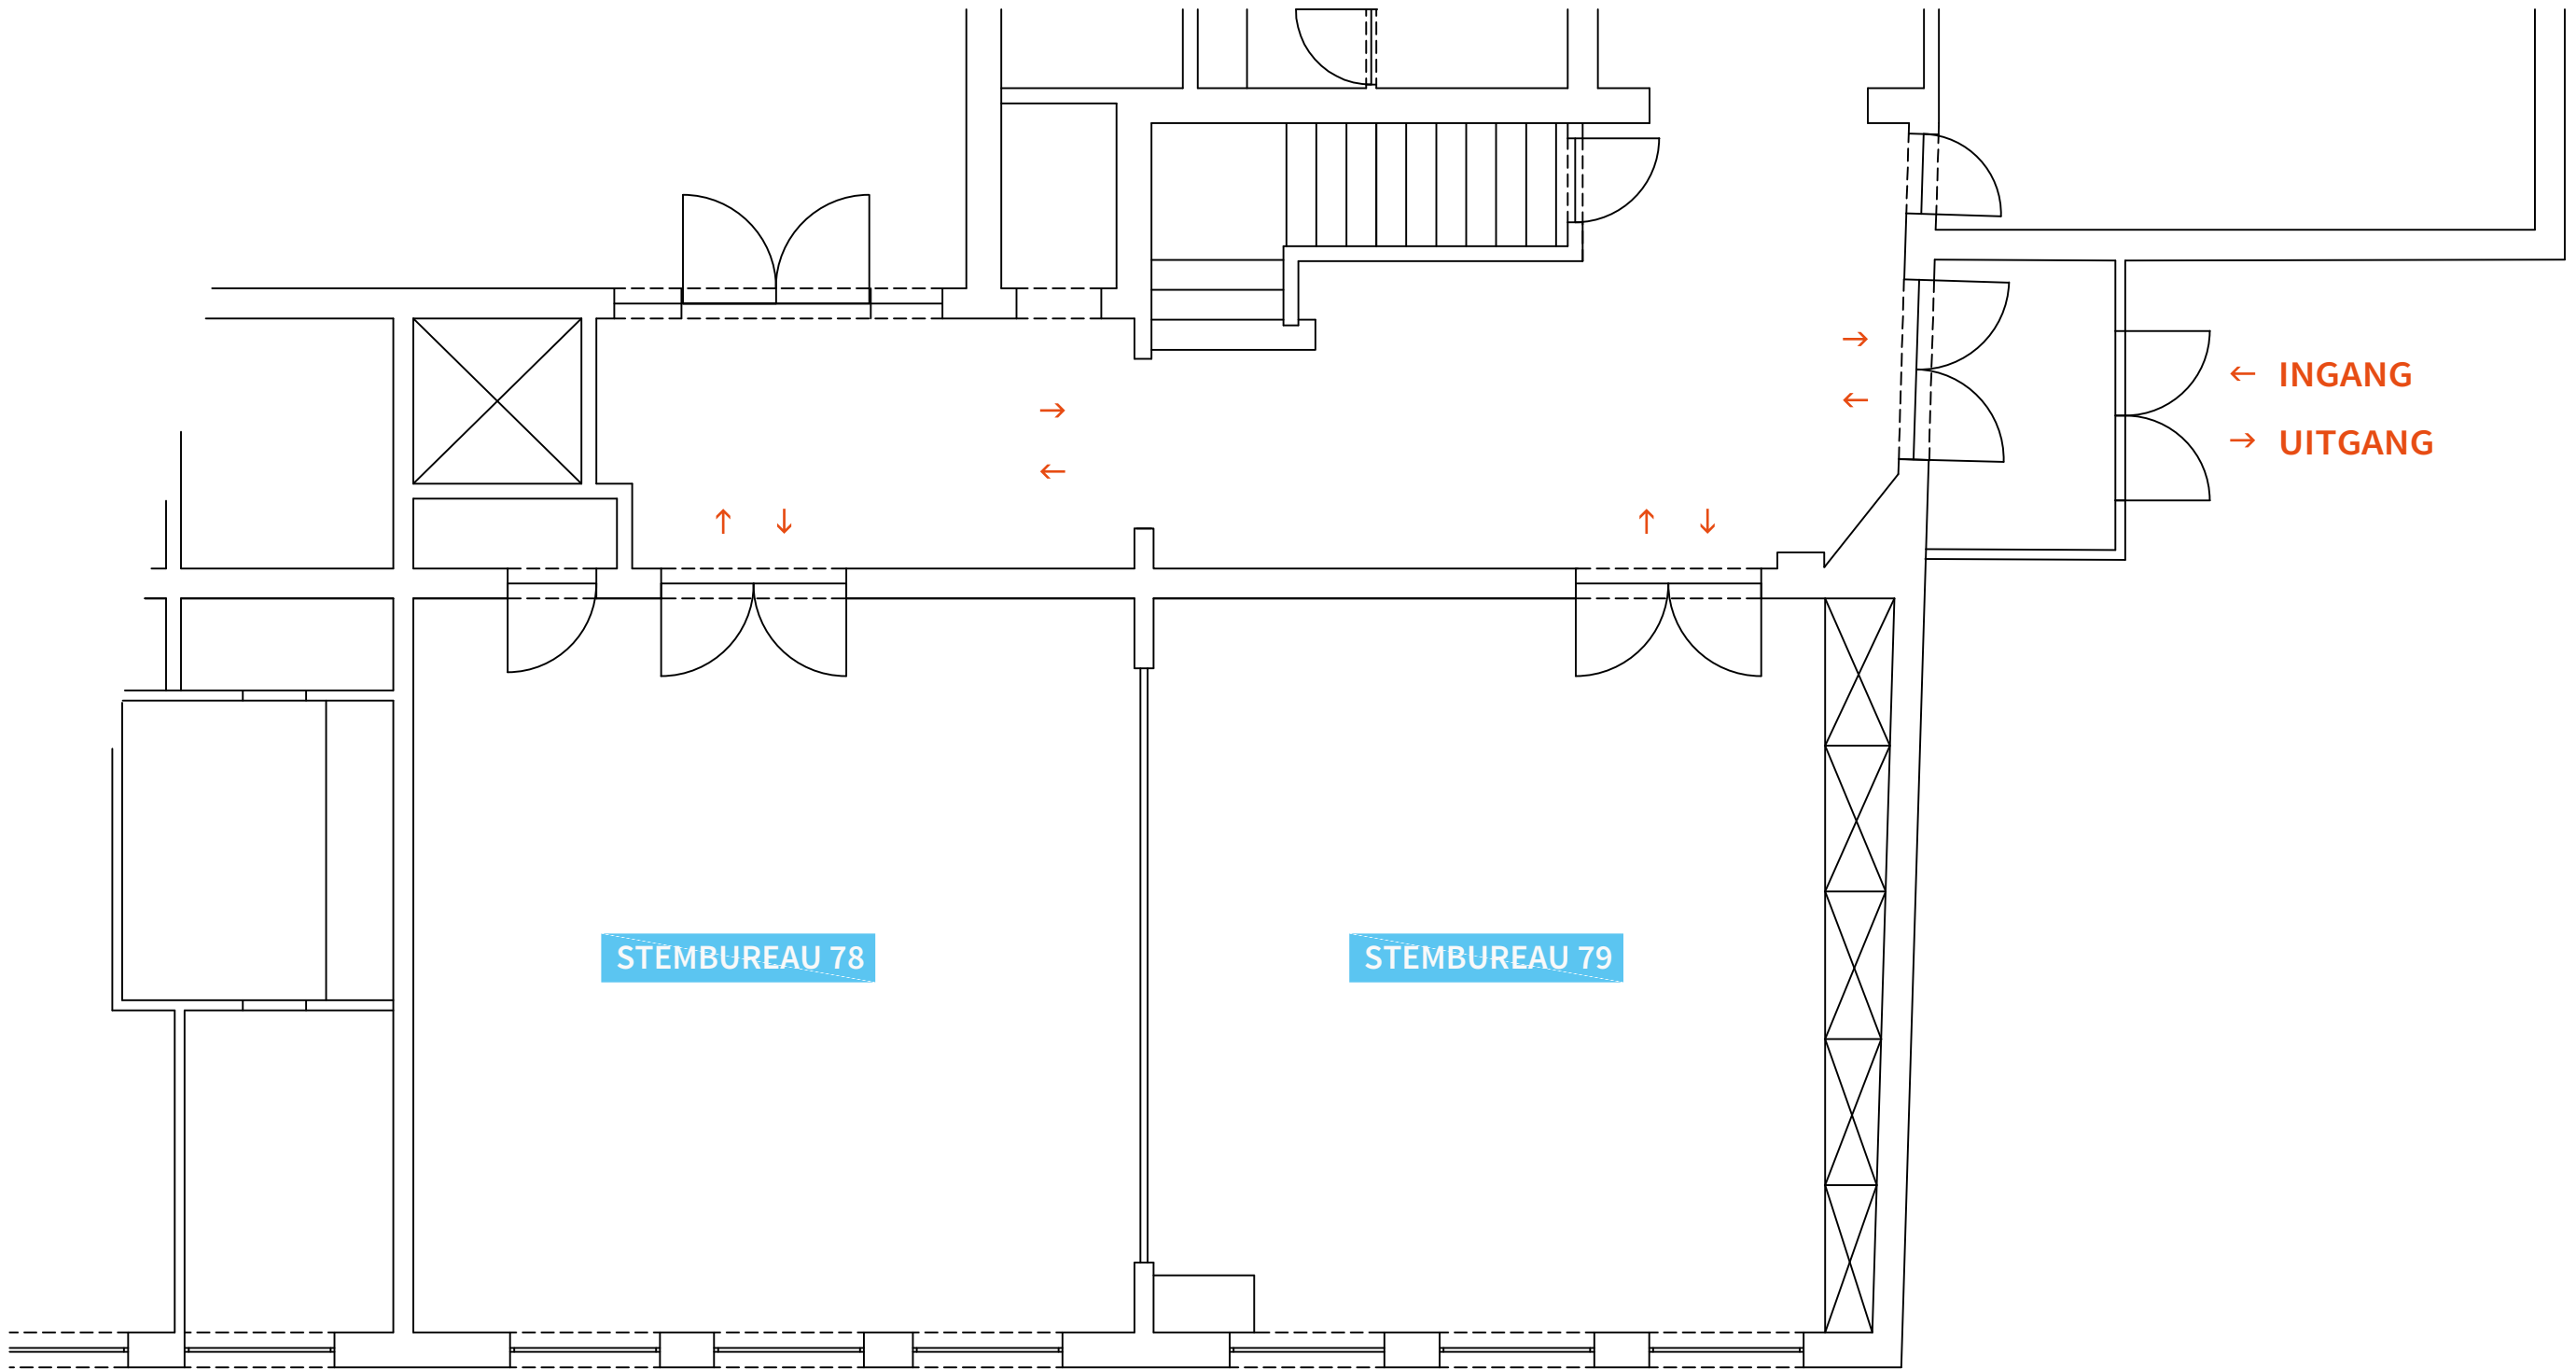 →
← INGANG
→
←
→ UITGANG
←
↑ ↓
↑ ↓
STEMBUREAU 78
STEMBUREAU 79